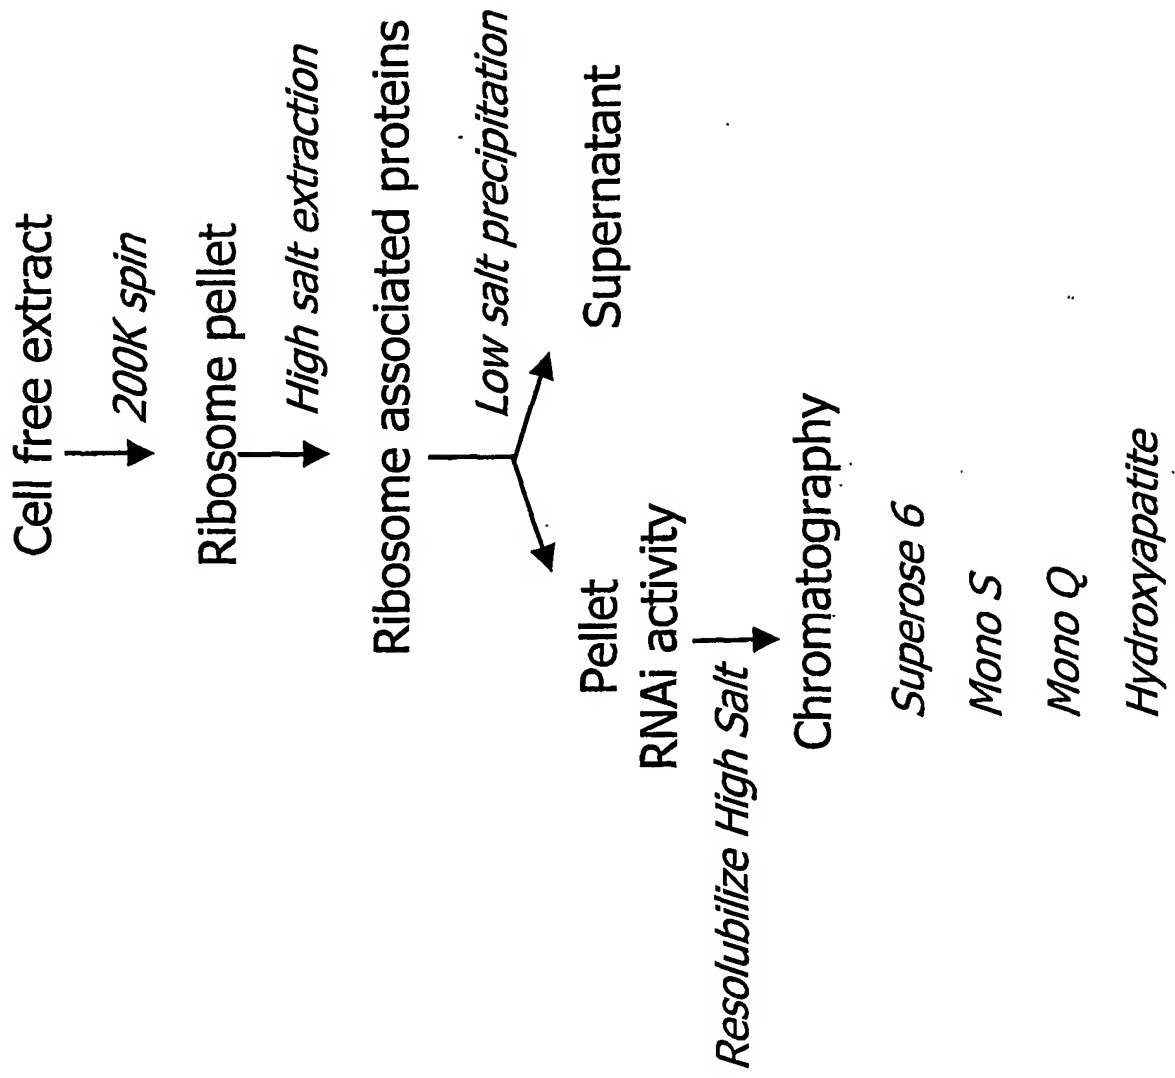 Cell free extract
200K spin
Ribosome pellet
High salt extraction
Ribosome associated proteins
Low salt precipitation
Pellet
Supernatant
RNAi activity
Resolubilize High Salt
Chromatography
Superose 6
Mono S
Mono Q
Hydroxyapatite